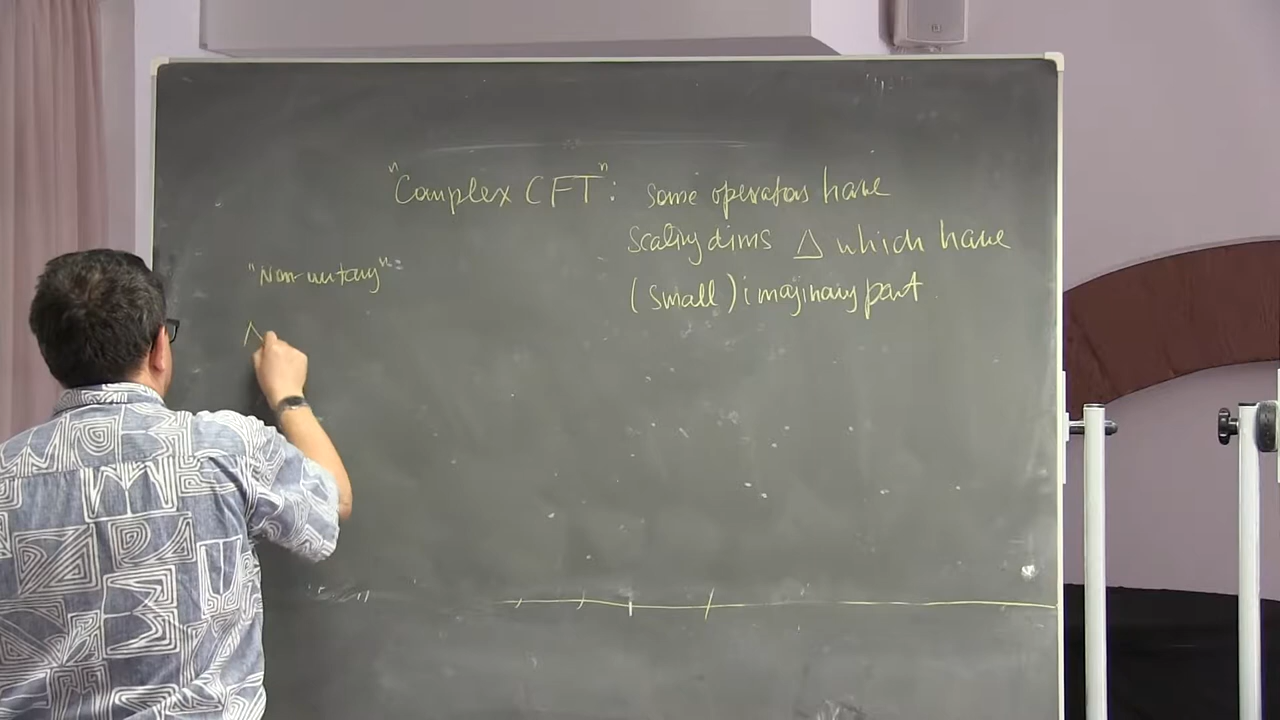 "Complex CFT": some operators have
scaling dims Δ which have
(small) imaginary part
"Non-unitary"